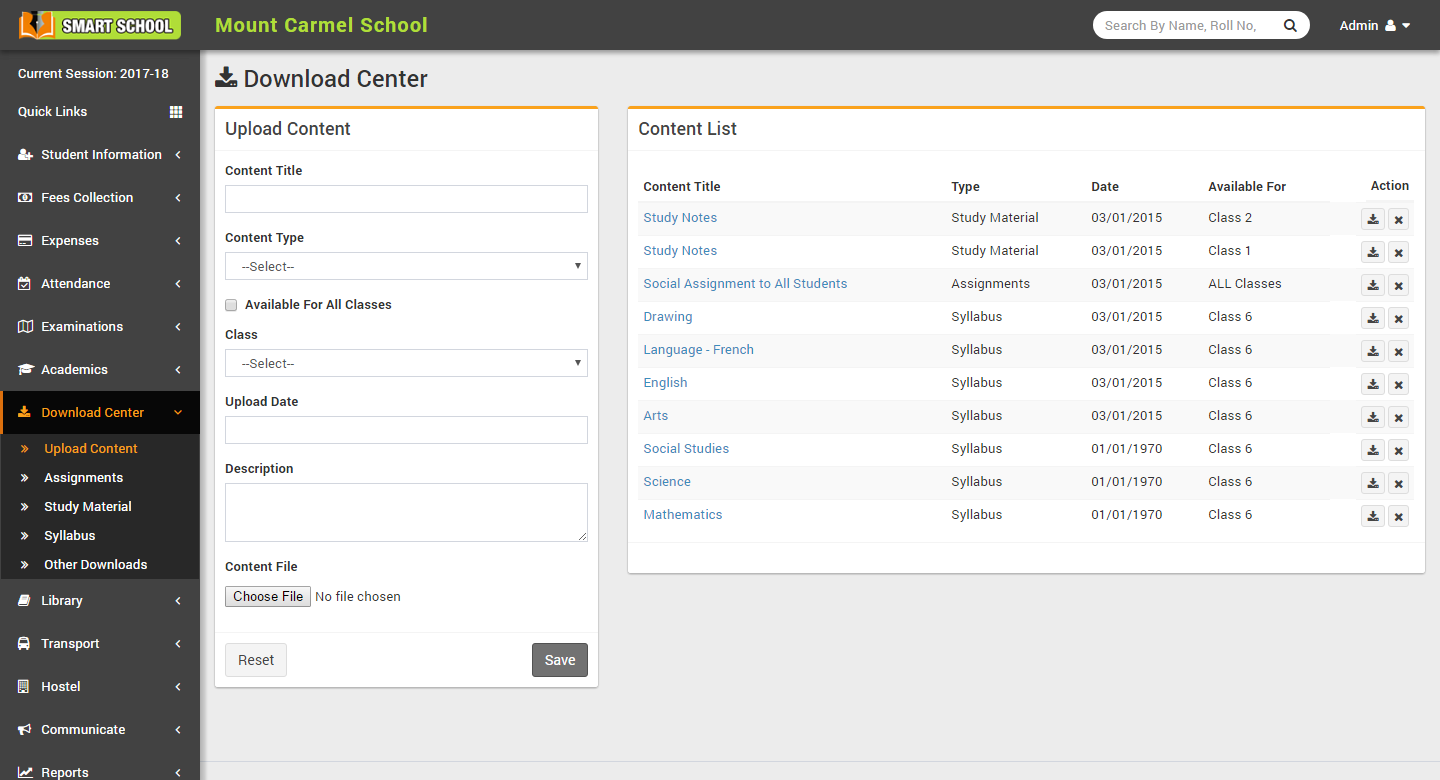 SMART SCHOOL
Mount Carmel School
Search By Name, Roll No,
Admin
Current Session: 2017-18
Quick Links
Student Information
Fees Collection
Expenses
Attendance
Examinations
Academics
Download Center
Upload Content
Assignments
Study Material
Syllabus
Other Downloads
Library
Transport
Hostel
Communicate
Reports
Download Center
Upload Content
Content Title
Content Type
--Select--
Available For All Classes
Class
--Select--
Upload Date
Description
Content File
Choose File No file chosen
Reset Save
Content List
Content Title Type Date Available For Action
Study Notes Study Material 03/01/2015 Class 2
Study Notes Study Material 03/01/2015 Class 1
Social Assignment to All Students Assignments 03/01/2015 ALL Classes
Drawing Syllabus 03/01/2015 Class 6
Language - French Syllabus 03/01/2015 Class 6
English Syllabus 03/01/2015 Class 6
Arts Syllabus 03/01/2015 Class 6
Social Studies Syllabus 01/01/1970 Class 6
Science Syllabus 01/01/1970 Class 6
Mathematics Syllabus 01/01/1970 Class 6